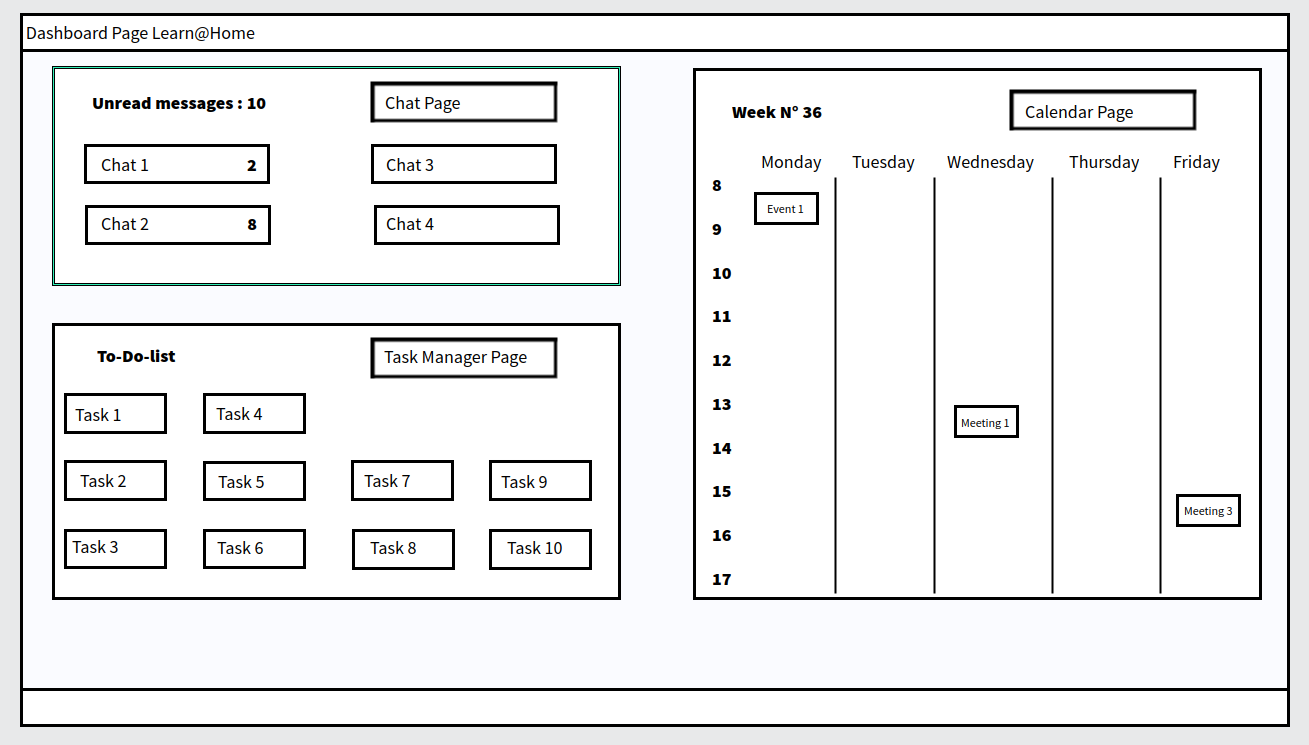 Dashboard Page Learn@Home
Unread messages : 10
Chat Page
Chat 1 2
Chat 3
Chat 2 8
Chat 4
To-Do-list
Task Manager Page
Task 1
Task 4
Task 2
Task 5
Task 7
Task 9
Task 3
Task 6
Task 8
Task 10
Week N° 36
Calendar Page
Monday Tuesday Wednesday Thursday Friday
8
Event 1
9
10
11
12
13
Meeting 1
14
15
Meeting 3
16
17